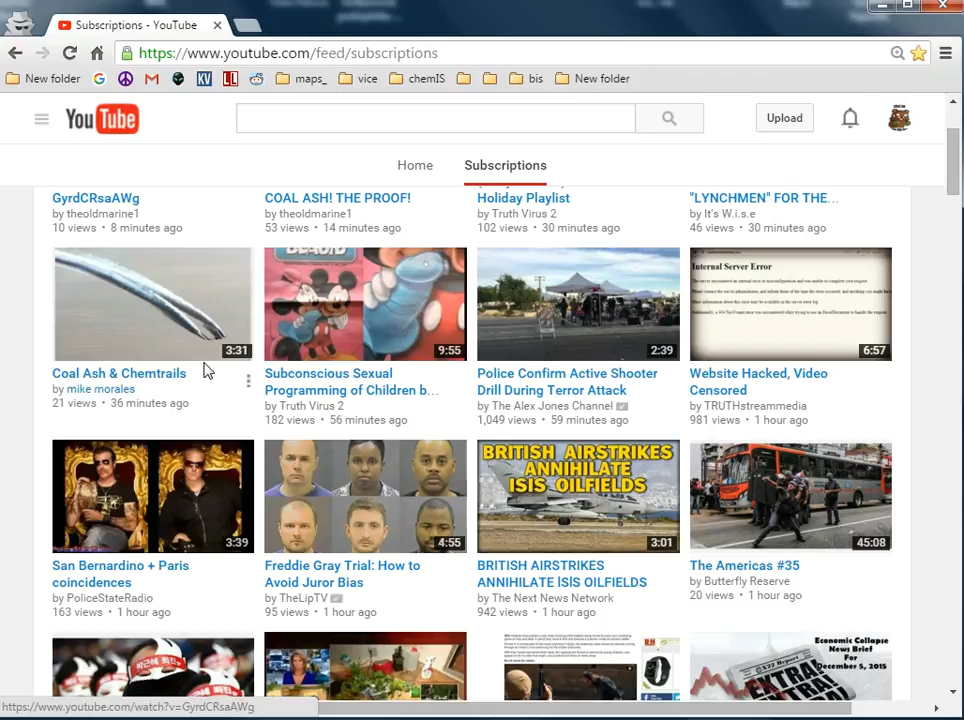 Subscriptions - YouTube
https://www.youtube.com/feed/subscriptions
New folder
KV
maps_
vice
chemIS
bis
New folder
YouTube
Upload
Home
Subscriptions
GyrdCRsaAWg
by theoldmarine1
10 views • 8 minutes ago
COAL ASH! THE PROOF!
by theoldmarine1
53 views • 14 minutes ago
Holiday Playlist
by Truth Virus 2
102 views • 30 minutes ago
"LYNCHMEN" FOR THE...
by It's W.i.s.e
46 views • 30 minutes ago
3:31
Coal Ash & Chemtrails
by mike morales
21 views • 36 minutes ago
9:55
Subconscious Sexual
Programming of Children b...
by Truth Virus 2
182 views • 56 minutes ago
2:39
Police Confirm Active Shooter
Drill During Terror Attack
by The Alex Jones Channel
1,049 views • 59 minutes ago
Internal Server Error
6:57
Website Hacked, Video
Censored
by TRUTHstreammedia
981 views • 1 hour ago
3:39
San Bernardino + Paris
coincidences
by PoliceStateRadio
163 views • 1 hour ago
4:55
Freddie Gray Trial: How to
Avoid Juror Bias
by TheLipTV
95 views • 1 hour ago
BRITISH AIRSTRIKES
ANNIHILATE
ISIS OILFIELDS
3:01
BRITISH AIRSTRIKES
ANNIHILATE ISIS OILFIELDS
by The Next News Network
942 views • 1 hour ago
45:08
The Americas #35
by Butterfly Reserve
20 views • 1 hour ago
Economic Collapse
News Brief
For
December 5, 2015
EXTRA!
https://www.youtube.com/watch?v=GyrdCRsaAWg